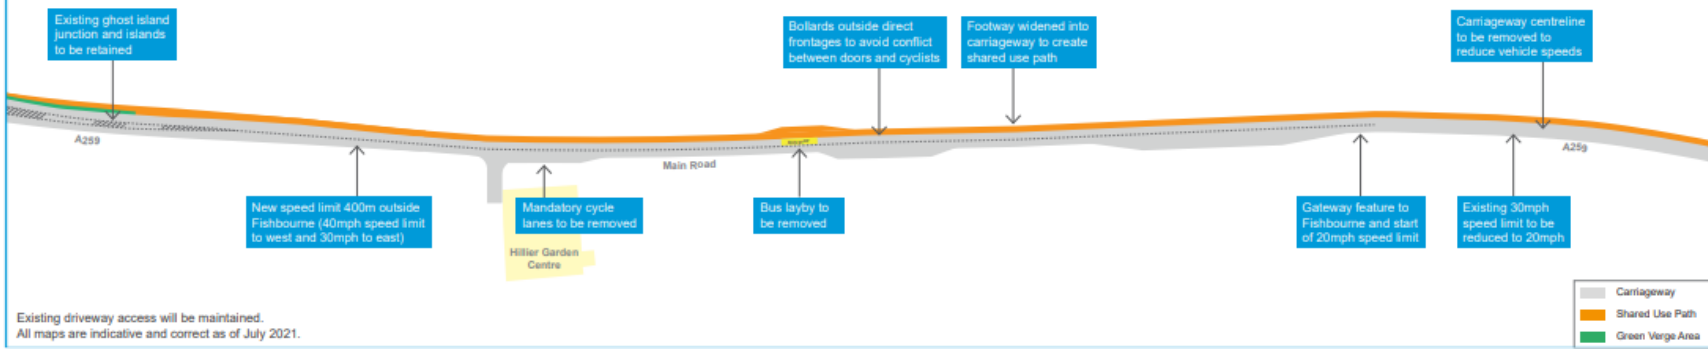 Existing ghost island
junction and islands
to be retained
Bollards outside direct
frontages to avoid conflict
between doors and cyclists
Footway widened into
carriageway to create
shared use path
Carriageway centreline
to be removed to
reduce vehicle speeds
A259
Main Road
A259
New speed limit 400m outside
Fishbourne (40mph speed limit
to west and 30mph to east)
Mandatory cycle
lanes to be removed
Bus layby to
be removed
Gateway feature to
Fishbourne and start
of 20mph speed limit
Existing 30mph
speed limit to be
reduced to 20mph
Hillier Garden
Centre
Existing driveway access will be maintained.
All maps are indicative and correct as of July 2021.
Carriageway
Shared Use Path
Green Verge Area